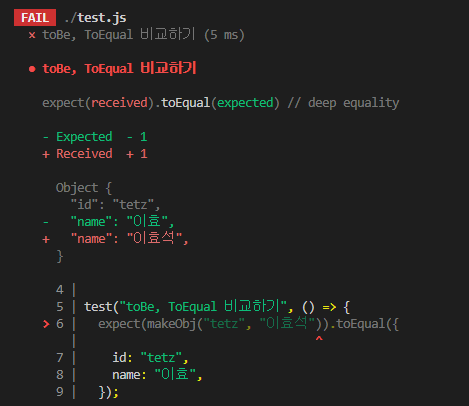 FAIL ./test.js
× toBe, ToEqual 비교하기 (5 ms)
● toBe, ToEqual 비교하기
expect(received).toEqual(expected) // deep equality
- Expected  - 1
+ Received  + 1
Object {
"id": "tetz",
-   "name": "이효",
+   "name": "이효석",
}
4 |
5 | test("toBe, ToEqual 비교하기", () => {
> 6 |   expect(makeObj("tetz", "이효석")).toEqual({
|                              ^
7 |     id: "tetz",
8 |     name: "이효",
9 |   });